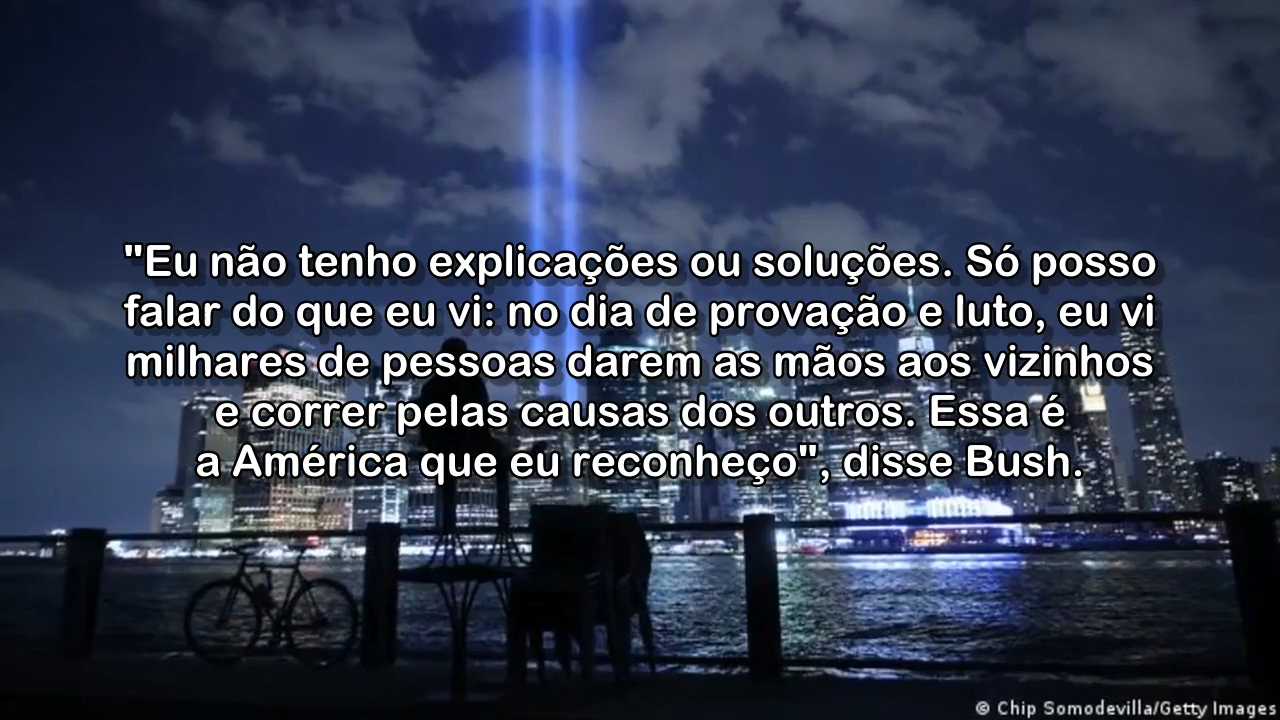 "Eu não tenho explicações ou soluções. Só posso
falar do que eu vi: no dia de provação e luto, eu vi
milhares de pessoas darem as mãos aos vizinhos
e correr pelas causas dos outros. Essa é
a América que eu reconheço", disse Bush.
© Chip Somodevilla/Getty Images